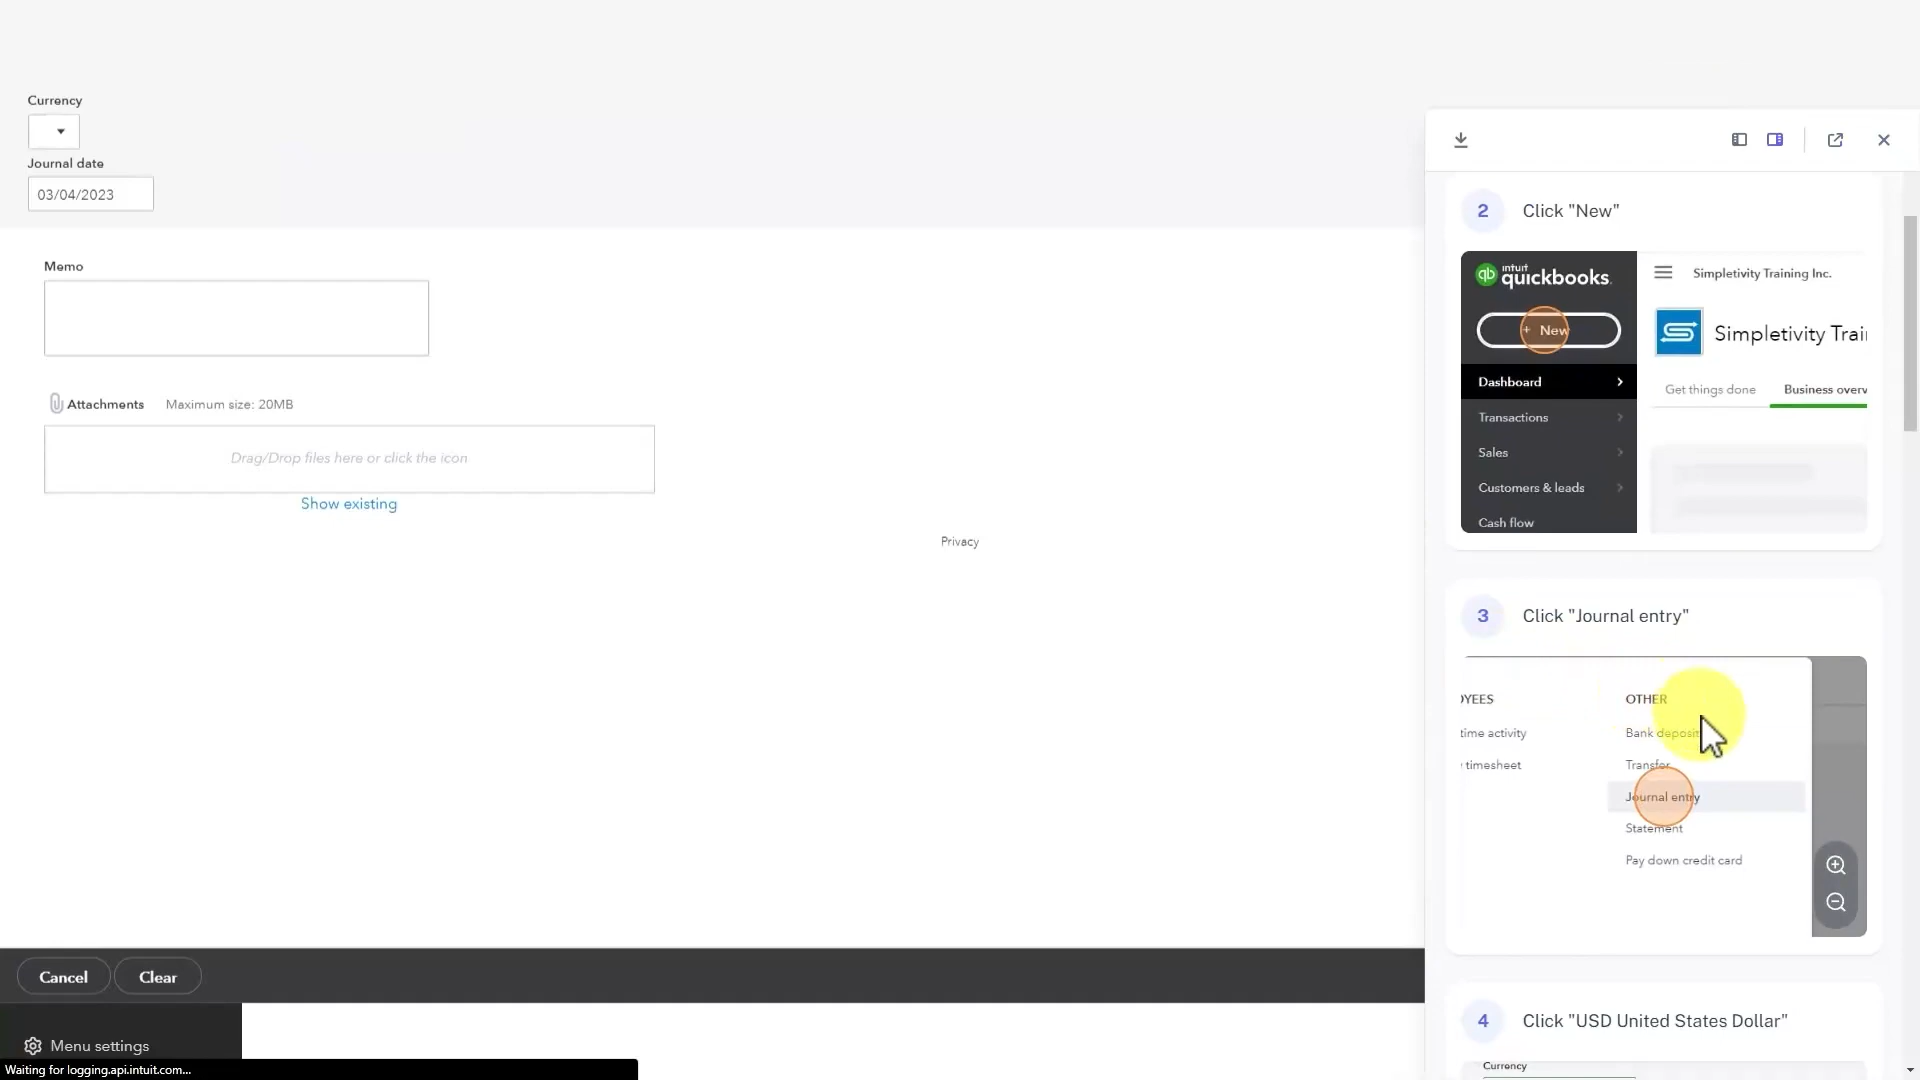 Currency
Journal date
03/04/2023
Memo
Attachments Maximum size: 20MB
Drag/Drop files here or click the icon
Show existing
Privacy
Cancel Clear
Menu settings
Waiting for logging.api.intuit.com...
2 Click "New"
intuit
quickbooks.
Simpletivity Training Inc.
+ New
Simpletivity Trai
Dashboard
Get things done Business overv
Transactions
Sales
Customers & leads
Cash flow
3 Click "Journal entry"
OYEES OTHER
time activity Bank deposit
timesheet Transfer
Journal entry
Statement
Pay down credit card
4 Click "USD United States Dollar"
Currency